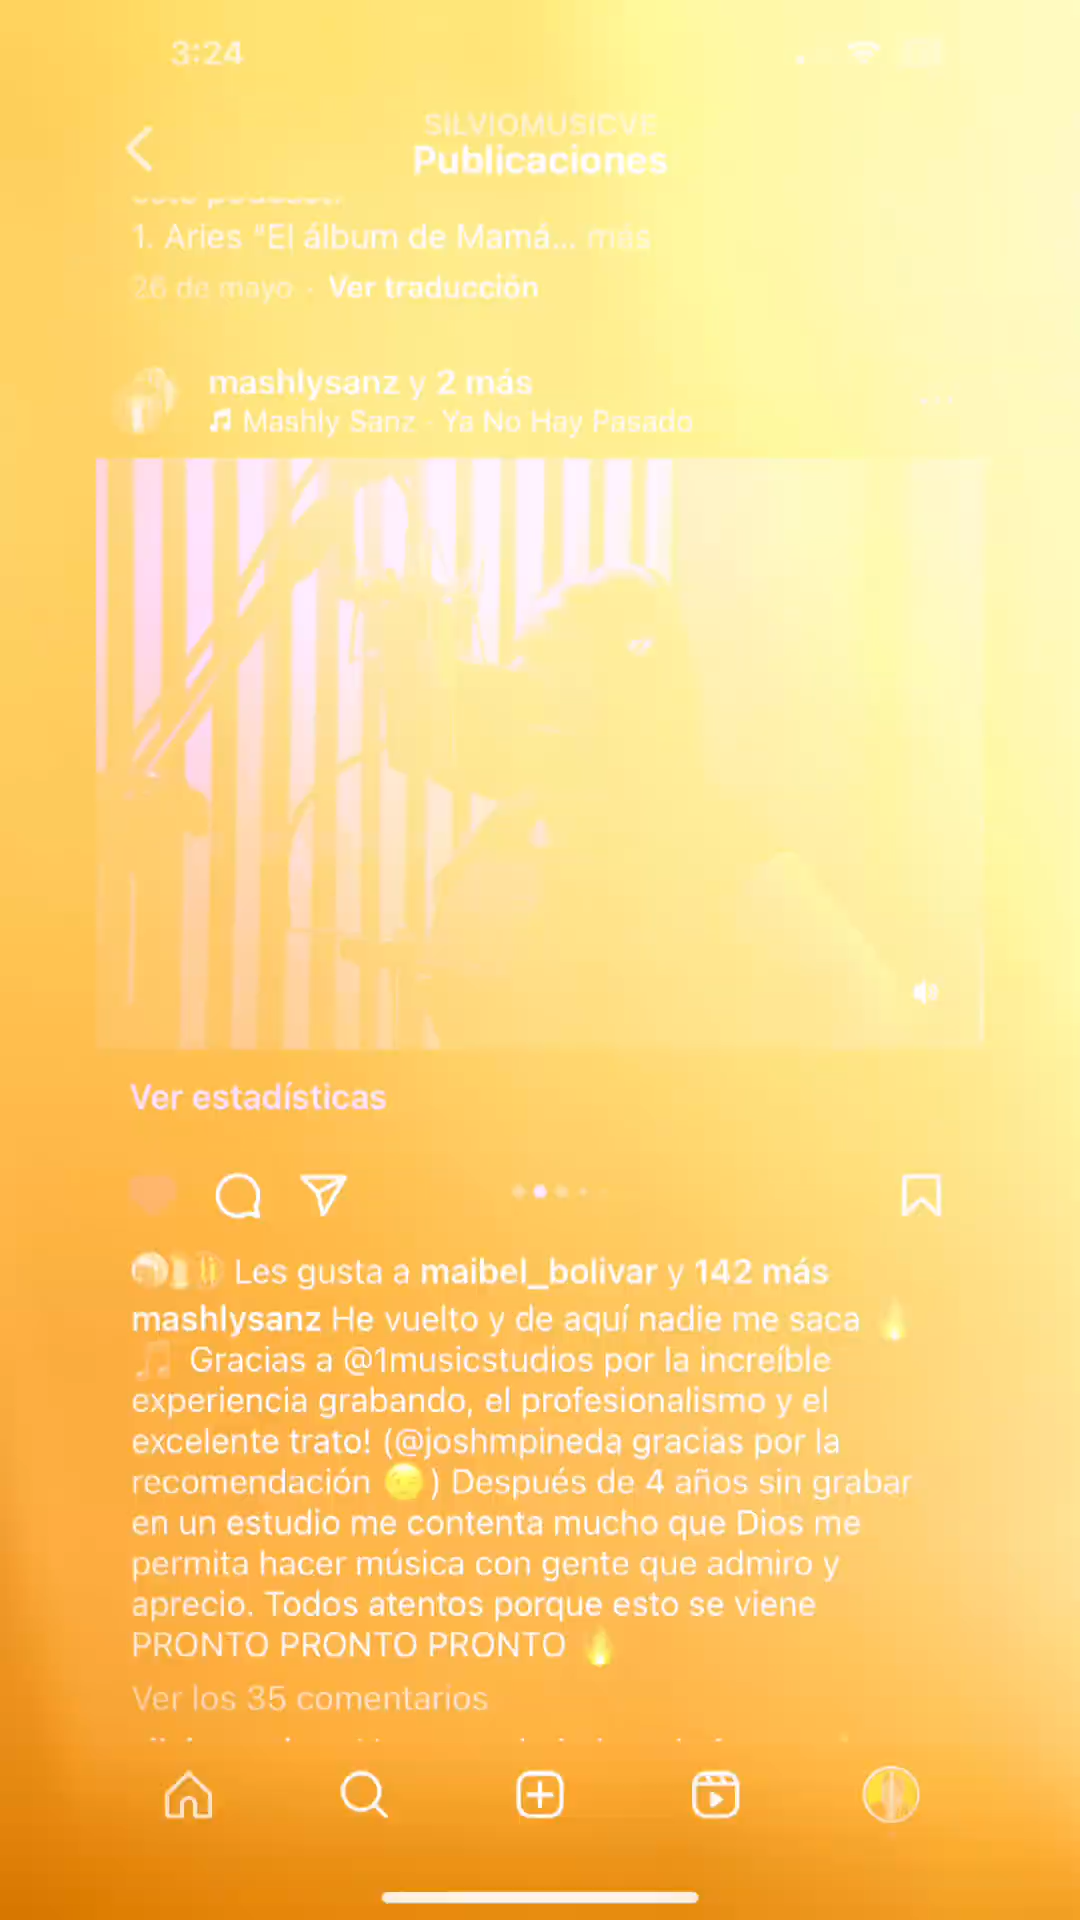 3:24
SILVIOMUSICVE
Publicaciones
este podcast:
1. Aries "El álbum de Mamá... más
26 de mayo · Ver traducción
mashlysanz y 2 más
Mashly Sanz · Ya No Hay Pasado
Ver estadísticas
Les gusta a maibel_bolivar y 142 más
mashlysanz He vuelto y de aquí nadie me saca 🔥
🎵 Gracias a @1musicstudios por la increíble
experiencia grabando, el profesionalismo y el
excelente trato! (@joshmpineda gracias por la
recomendación 😉) Después de 4 años sin grabar
en un estudio me contenta mucho que Dios me
permita hacer música con gente que admiro y
aprecio. Todos atentos porque esto se viene
PRONTO PRONTO PRONTO 🔥
Ver los 35 comentarios